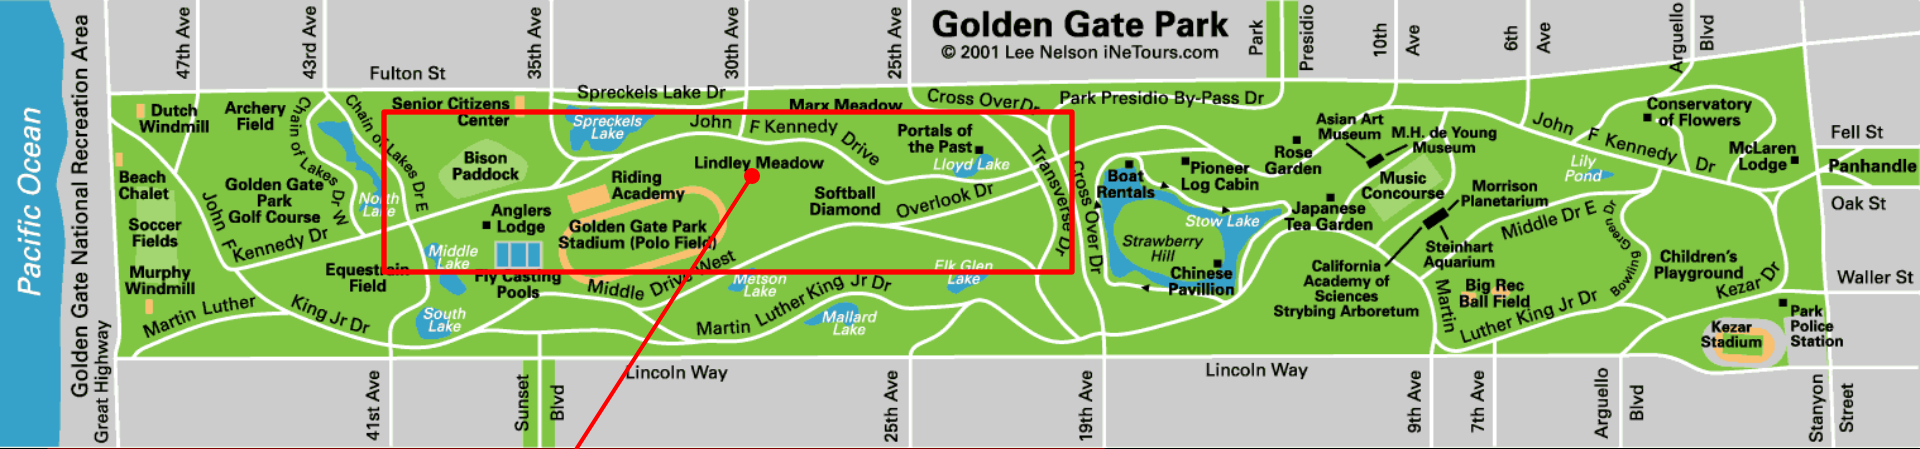 Golden Gate Park
© 2001 Lee Nelson iNeTours.com
Pacific Ocean
Golden Gate National Recreation Area
Great Highway
47th Ave
43rd Ave
35th Ave
30th Ave
25th Ave
Park
Presidio
10th
Ave
6th
Ave
Arguello
Blvd
Fulton St
Spreckels Lake Dr
Cross Over Dr
Park Presidio By-Pass Dr
Fell St
Panhandle
Oak St
Waller St
Dutch
Windmill
Archery
Field
Chain of Lakes Dr W
Chain of Lakes Dr E
Senior Citizens
Center
Spreckels
Lake
Marx Meadow
John F Kennedy Drive
Portals of
the Past
Lloyd Lake
Bison
Paddock
Lindley Meadow
Riding
Academy
Softball
Diamond
Overlook Dr
Transverse Dr
Cross Over Dr
Beach
Chalet
Golden Gate
Park
Golf Course
North
Lake
Anglers
Lodge
Golden Gate Park
Stadium (Polo Field)
Soccer
Fields
John F
Kennedy Dr
Murphy
Windmill
Equestrain
Field
Middle
Lake
Fly Casting
Pools
Middle Drive West
Metson
Lake
Elk Glen
Lake
Martin Luther
King Jr Dr
South
Lake
Martin Luther King Jr Dr
Mallard
Lake
Boat
Rentals
Pioneer
Log Cabin
Rose
Garden
Asian Art
Museum
M.H. de Young
Museum
Music
Concourse
Stow Lake
Strawberry
Hill
Chinese
Pavillion
Japanese
Tea Garden
Morrison
Planetarium
Steinhart
Aquarium
California
Academy of
Sciences
Strybing Arboretum
John F Kennedy Dr
Lily
Pond
Conservatory
of Flowers
McLaren
Lodge
Middle Dr E
Bowling Green Dr
Children's
Playground
Kezar Dr
Big Rec
Ball Field
Martin
Luther King Jr Dr
Kezar
Stadium
Park
Police
Station
Lincoln Way
Lincoln Way
41st Ave
Sunset
Blvd
25th Ave
19th Ave
9th Ave
7th Ave
Arguello
Blvd
Stanyon
Street